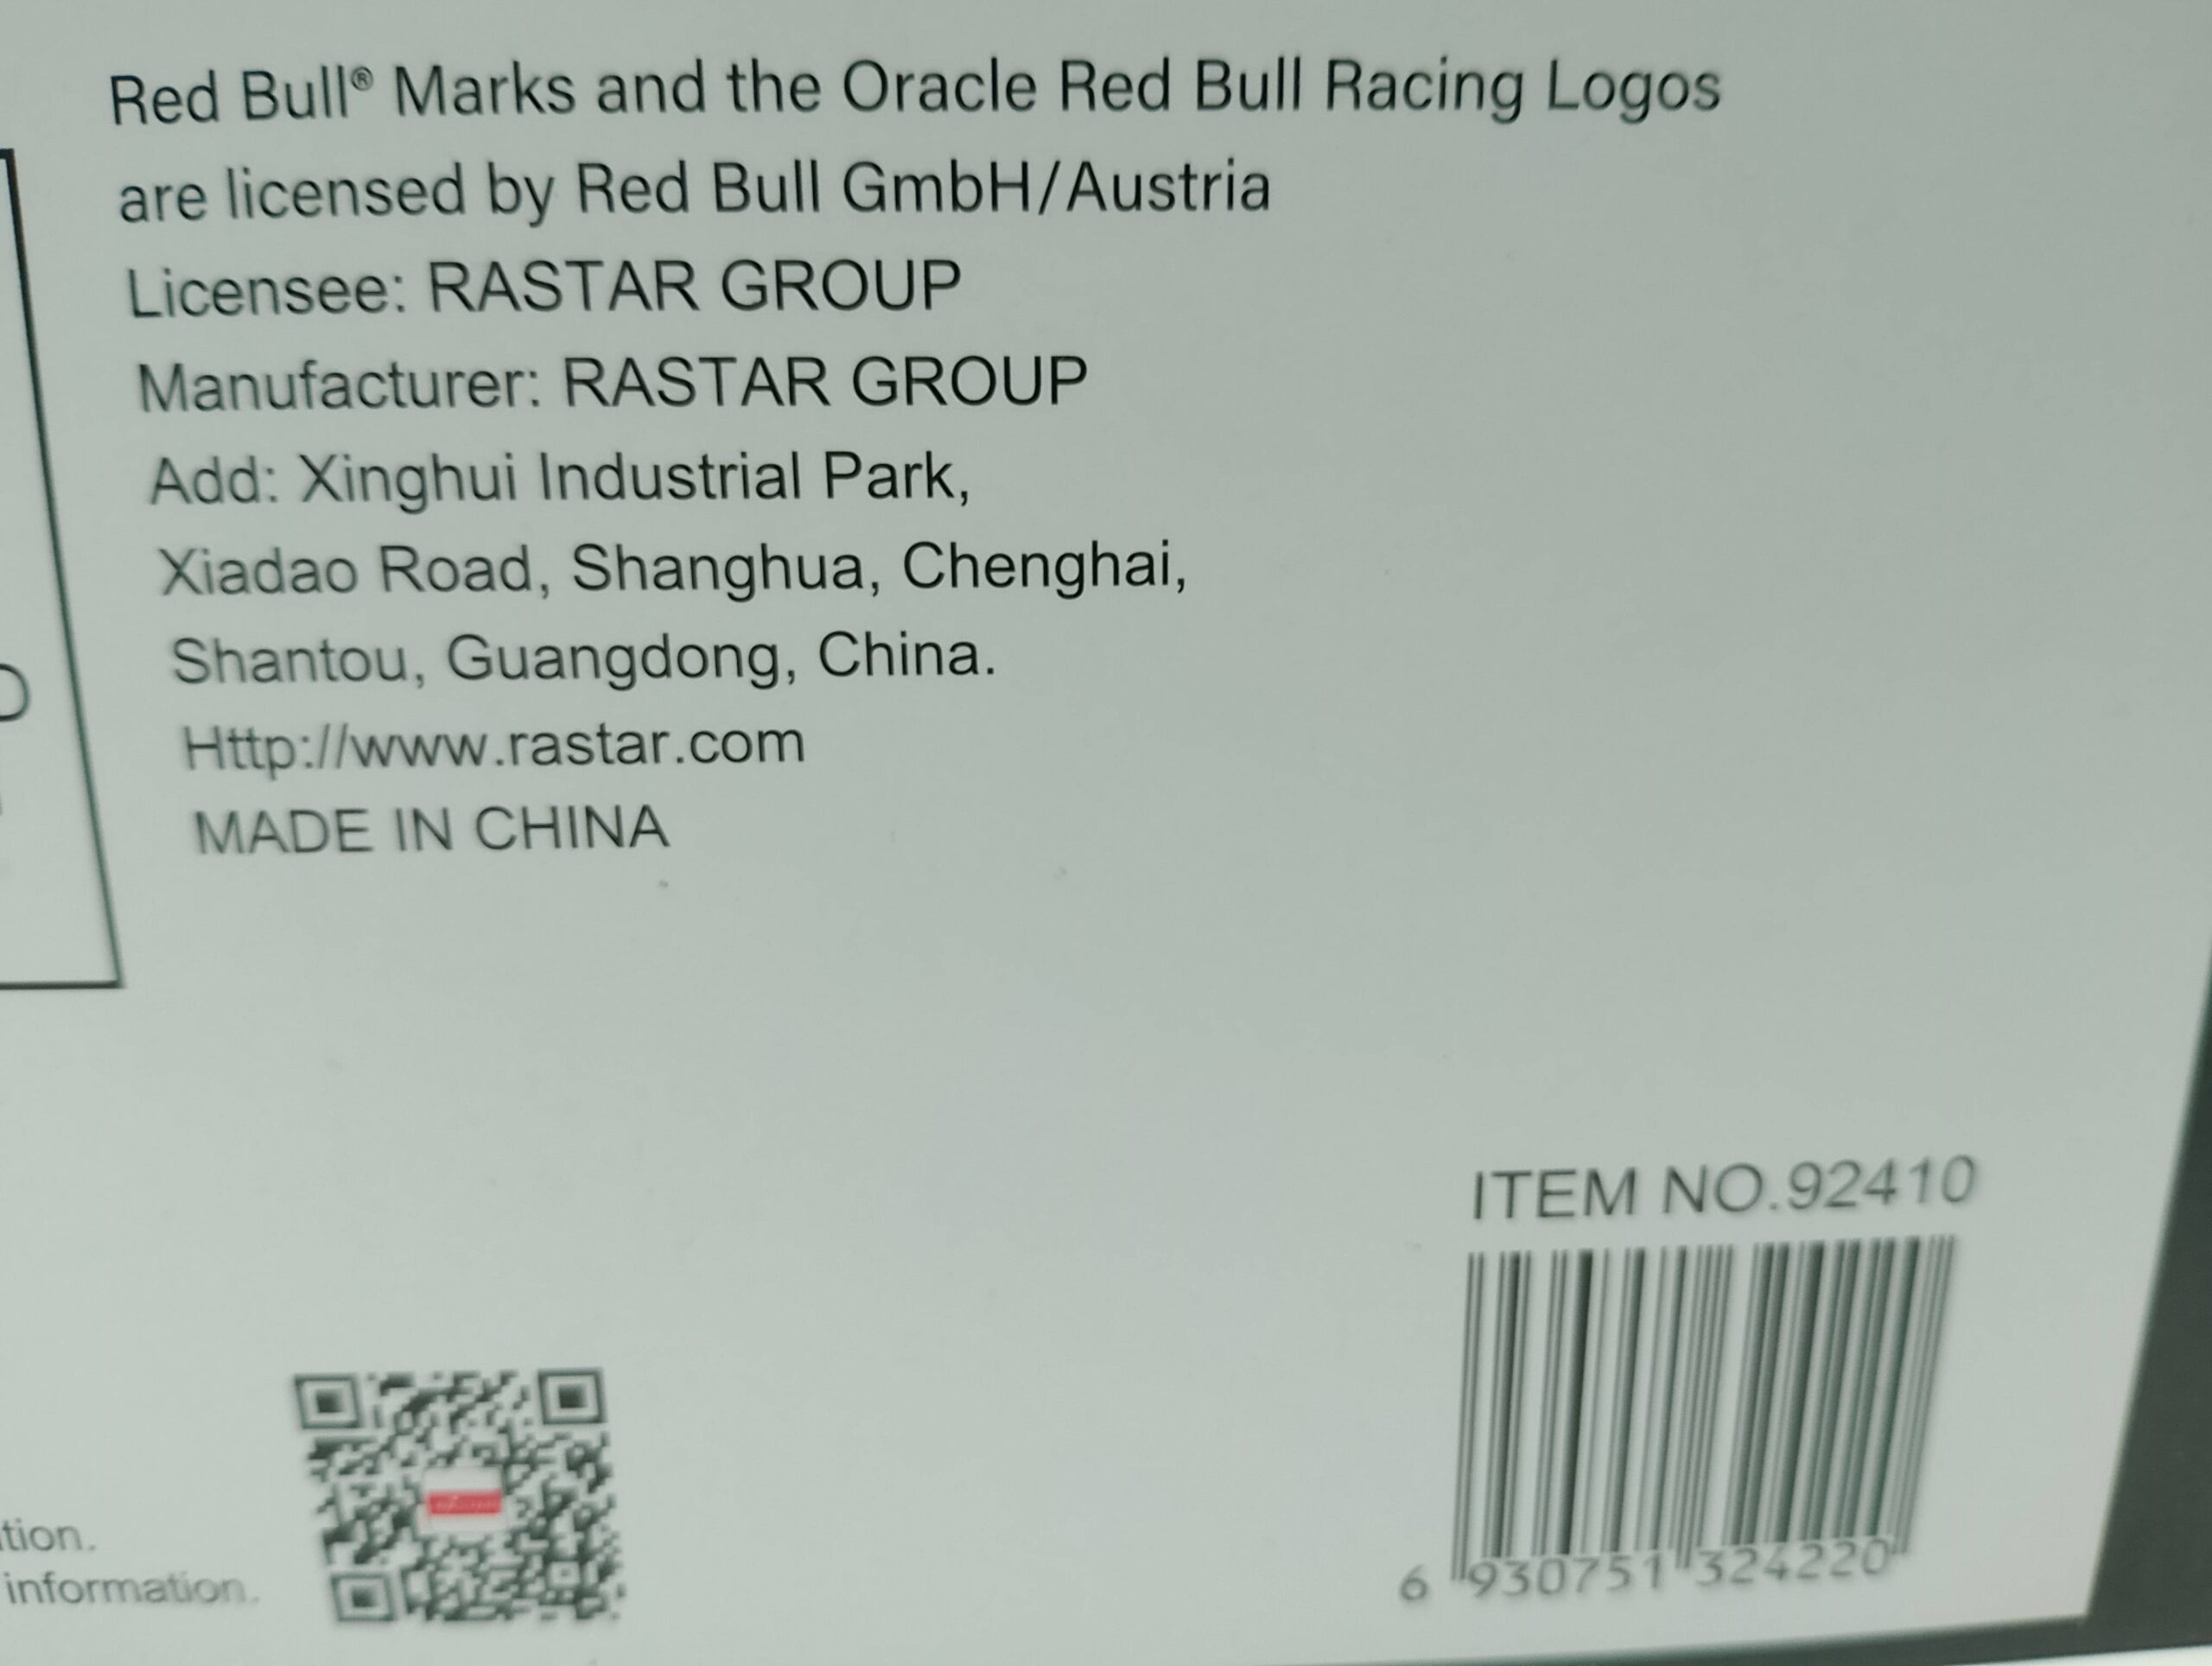 Red Bull® Marks and the Oracle Red Bull Racing Logos
are licensed by Red Bull GmbH/Austria
Licensee: RASTAR GROUP
Manufacturer: RASTAR GROUP
Add: Xinghui Industrial Park,
Xiadao Road, Shanghua, Chenghai,
Shantou, Guangdong, China.
Http://www.rastar.com
MADE IN CHINA
ITEM NO.92410
6 930751 324220
information.